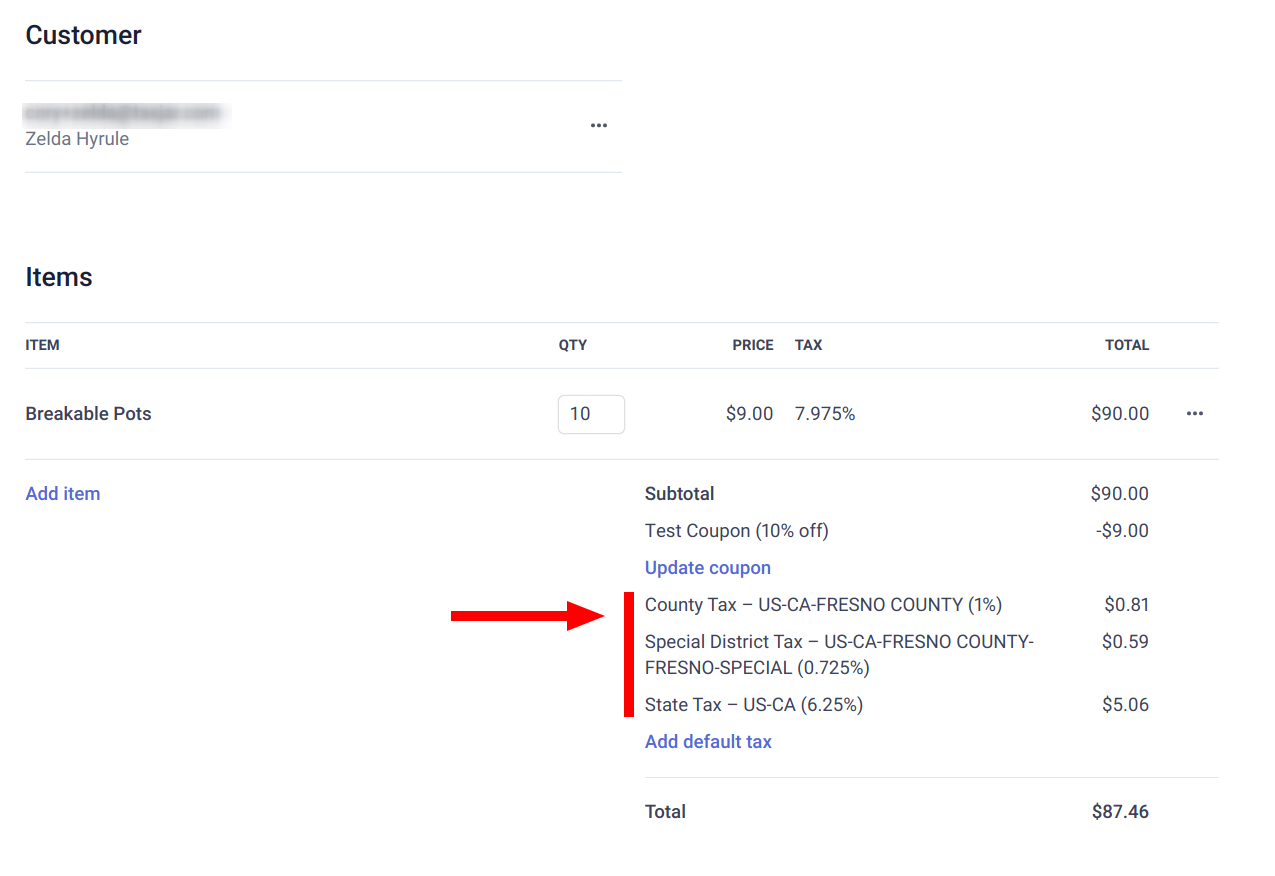 Customer
Zelda Hyrule
Items
ITEM QTY PRICE TAX TOTAL
Breakable Pots 10 $9.00 7.975% $90.00
Add item
Subtotal $90.00
Test Coupon (10% off) -$9.00
Update coupon
County Tax – US-CA-FRESNO COUNTY (1%) $0.81
Special District Tax – US-CA-FRESNO COUNTY- $0.59
FRESNO-SPECIAL (0.725%)
State Tax – US-CA (6.25%) $5.06
Add default tax
Total $87.46